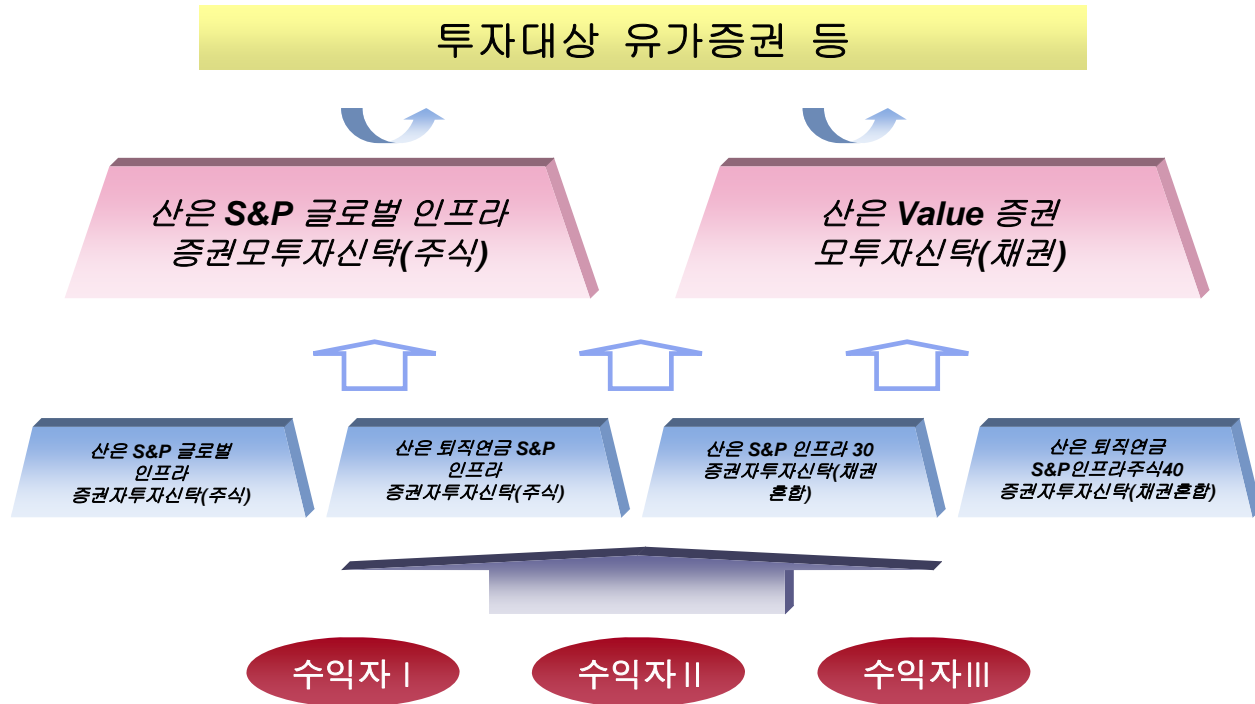 투자대상 유가증권 등
산은 S&P 글로벌 인프라
증권모투자신탁(주식)
산은 Value 증권
모투자신탁(채권)
산은 S&P 글로벌
인프라
증권자투자신탁(주식)
산은 퇴직연금 S&P
인프라
증권자투자신탁(주식)
산은 S&P 인프라 30
증권자투자신탁(채권
혼합)
산은 퇴직연금
S&P인프라주식40
증권자투자신탁(채권혼합)
수익자Ⅰ
수익자Ⅱ
수익자Ⅲ